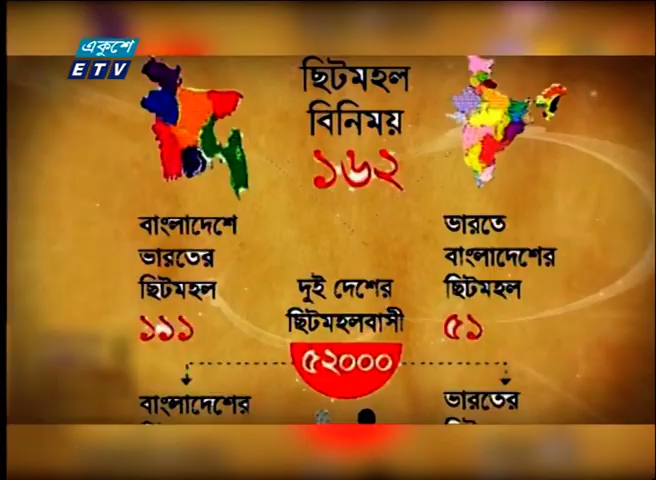 একুশে
ETV
ছিটমহল
বিনিময়
১৬২
বাংলাদেশে
ভারতের
ছিটমহল
১১১
দুই দেশের
ছিটমহলবাসী
৫২০০০
ভারতে
বাংলাদেশের
ছিটমহল
৫১
বাংলাদেশের
ভারতের